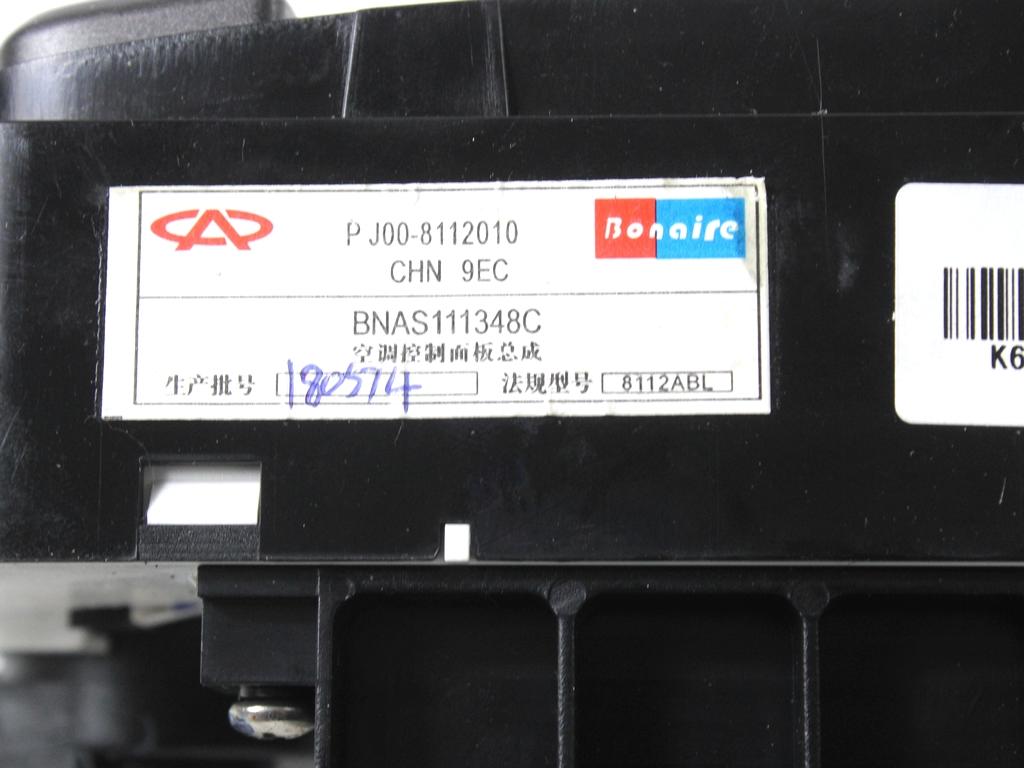 P J00-8112010
Bonaire
CHN 9EC
BNAS111348C
空调控制面板总成
生产批号 180574 法规型号 8112ABL
K6